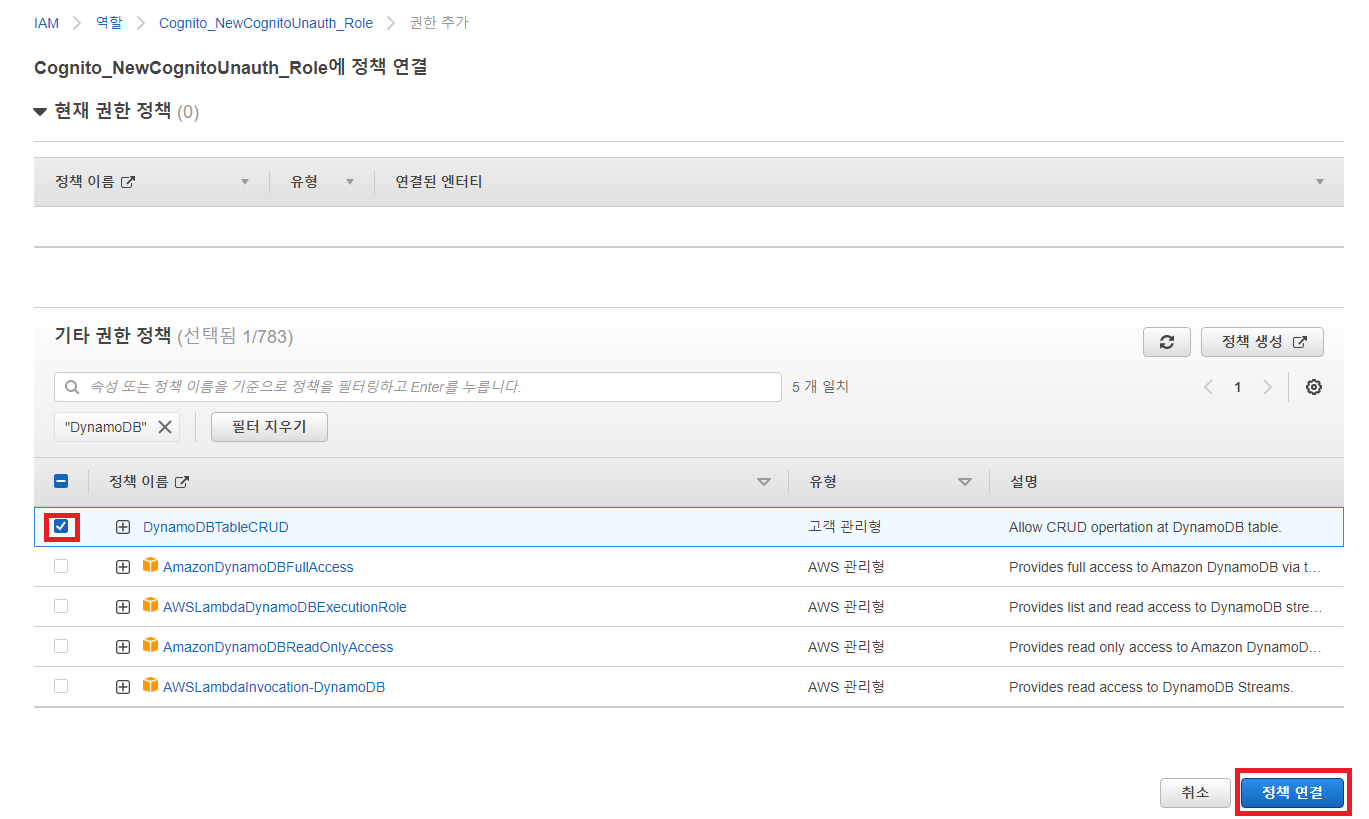 IAM > 역할 > Cognito_NewCognitoUnauth_Role > 권한 추가
Cognito_NewCognitoUnauth_Role에 정책 연결
현재 권한 정책 (0)
정책 이름 유형 연결된 엔터티
기타 권한 정책 (선택됨 1/783)
정책 생성
속성 또는 정책 이름을 기준으로 정책을 필터링하고 Enter를 누릅니다. 5 개 일치 1
"DynamoDB" 필터 지우기
정책 이름 유형 설명
DynamoDBTableCRUD 고객 관리형 Allow CRUD opertation at DynamoDB table.
AmazonDynamoDBFullAccess AWS 관리형 Provides full access to Amazon DynamoDB via t…
AWSLambdaDynamoDBExecutionRole AWS 관리형 Provides list and read access to DynamoDB stre…
AmazonDynamoDBReadOnlyAccess AWS 관리형 Provides read only access to Amazon DynamoD…
AWSLambdaInvocation-DynamoDB AWS 관리형 Provides read access to DynamoDB Streams.
취소 정책 연결